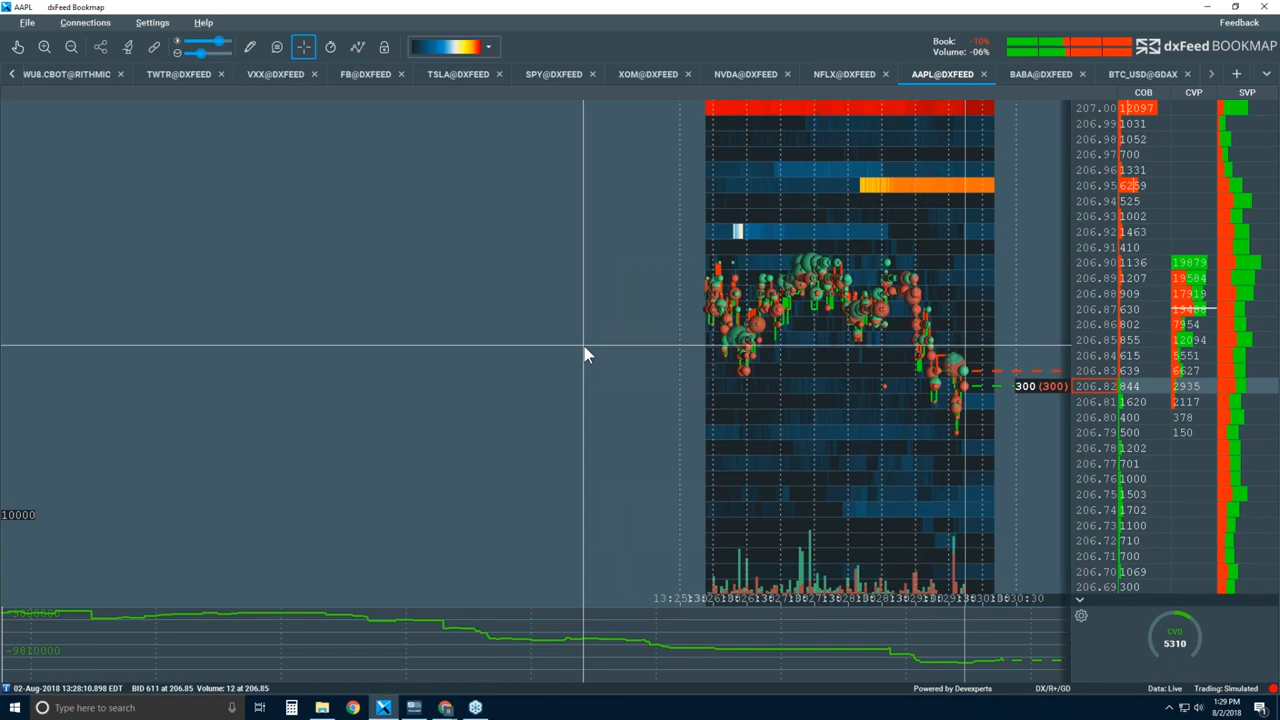 AAPL dxFeed Bookmap
File Connections Settings Help Feedback
Book: -10%
Volume: -06%
dxFeed BOOKMAP
WU8.CBOT@RITHMIC TWTR@DXFEED VXX@DXFEED FB@DXFEED TSLA@DXFEED SPY@DXFEED XOM@DXFEED NVDA@DXFEED NFLX@DXFEED AAPL@DXFEED BABA@DXFEED BTC_USD@GDAX
COB CVP SVP
207.00 12097
206.99 1031
206.98 1052
206.97 700
206.96 1331
206.95 6259
206.94 525
206.93 1002
206.92 1463
206.91 410
206.90 1136 19879
206.89 1207 19584
206.88 909 17919
206.87 630 19488
206.86 802 7954
206.85 855 12094
206.84 615 5551
206.83 639 6627
300 (300) 206.82 844 2935
206.81 1620 2117
206.80 400 378
206.79 500 150
206.78 1202
206.77 701
206.76 1000
206.75 1503
10000
206.74 1702
206.73 1100
206.72 710
206.71 700
206.70 1069
206.69 300
-9810000
CVD
5310
02-Aug-2018 13:28:10.898 EDT BID 611 at 206.85 Volume: 12 at 206.85 Powered by Devexperts DX/R+/GD Data: Live Trading: Simulated
Type here to search
1:29 PM
8/2/2018